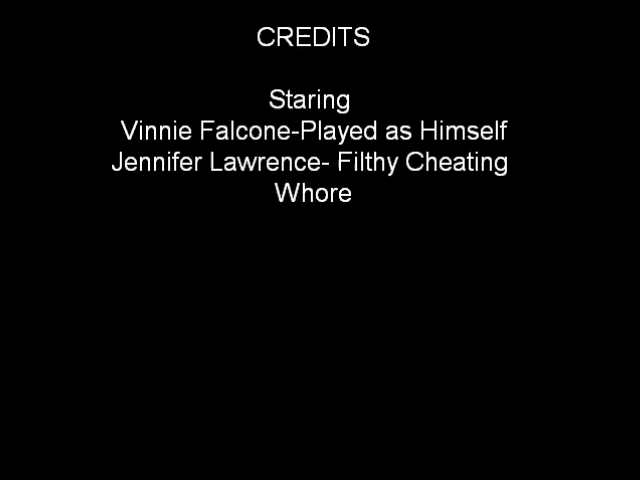 CREDITS
Staring
Vinnie Falcone-Played as Himself
Jennifer Lawrence- Filthy Cheating
Whore